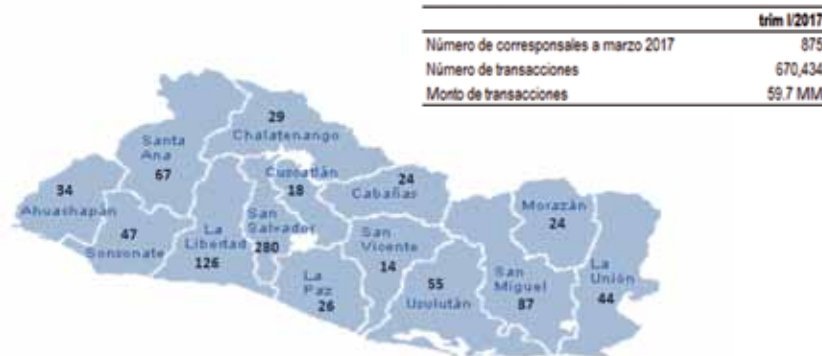 trim I/2017
Número de corresponsales a marzo 2017 875
Número de transacciones 670,434
Monto de transacciones 59.7 MM
29
Chalatenango
Santa
Ana
67
Cuscatlán
18
24
Cabañas
34
Ahuachapán
47
Sonsonate
La
Libertad
126
San
Salvador
280
San
Vicente
14
La
Paz
26
55
Usulután
Morazán
24
San
Miguel
87
La
Unión
44